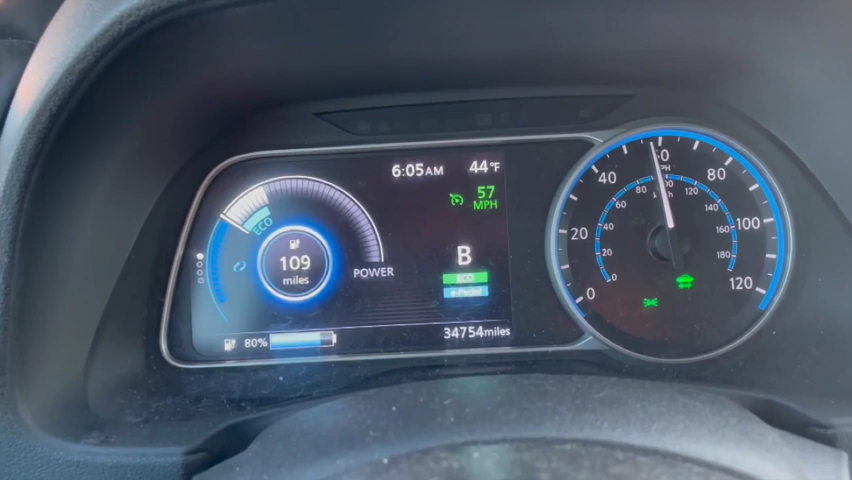 6:05AM 44°F
57
MPH
ECO
109
miles
POWER
B
ECO
e-Pedal
80%
34754miles
0 20 40 60 80 100 120
0 20 40 60 80 100 120 140 160 180